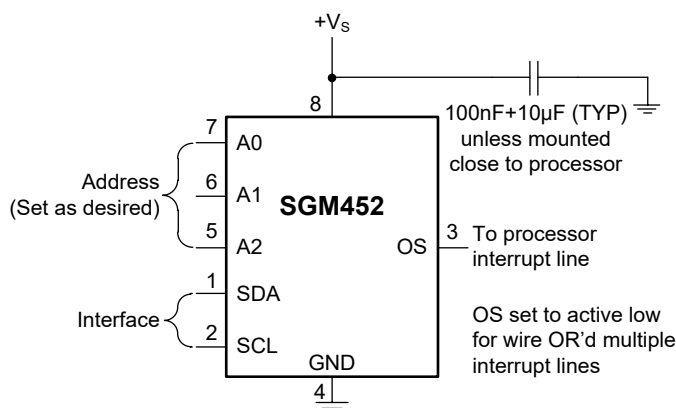 +VS
8
100nF+10µF (TYP)
unless mounted
close to processor
7
A0
Address
(Set as desired)
6
A1
SGM452
5
A2
OS
3
To processor
interrupt line
1
SDA
Interface
2
SCL
OS set to active low
for wire OR’d multiple
interrupt lines
GND
4